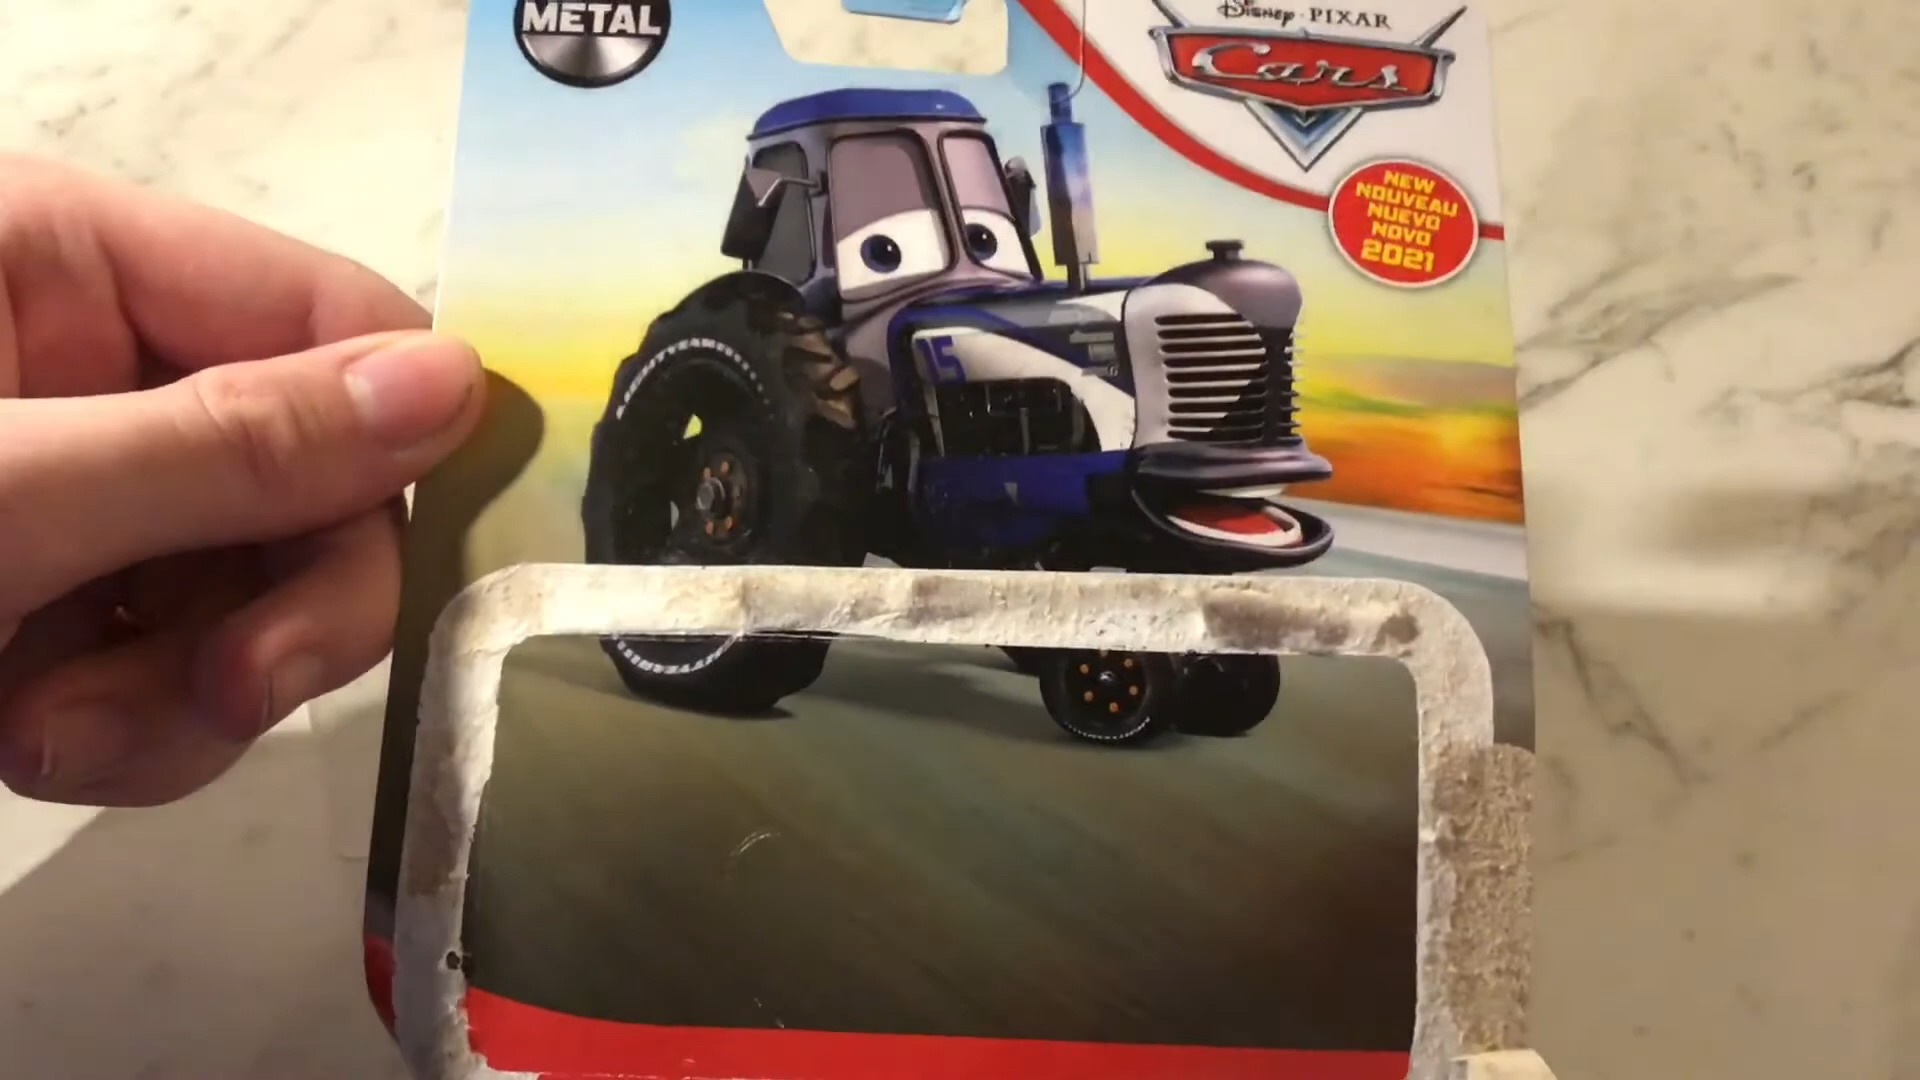 METAL
Disney · PIXAR
Cars
NEW
NOUVEAU
NUEVO
NOVO
2021
15